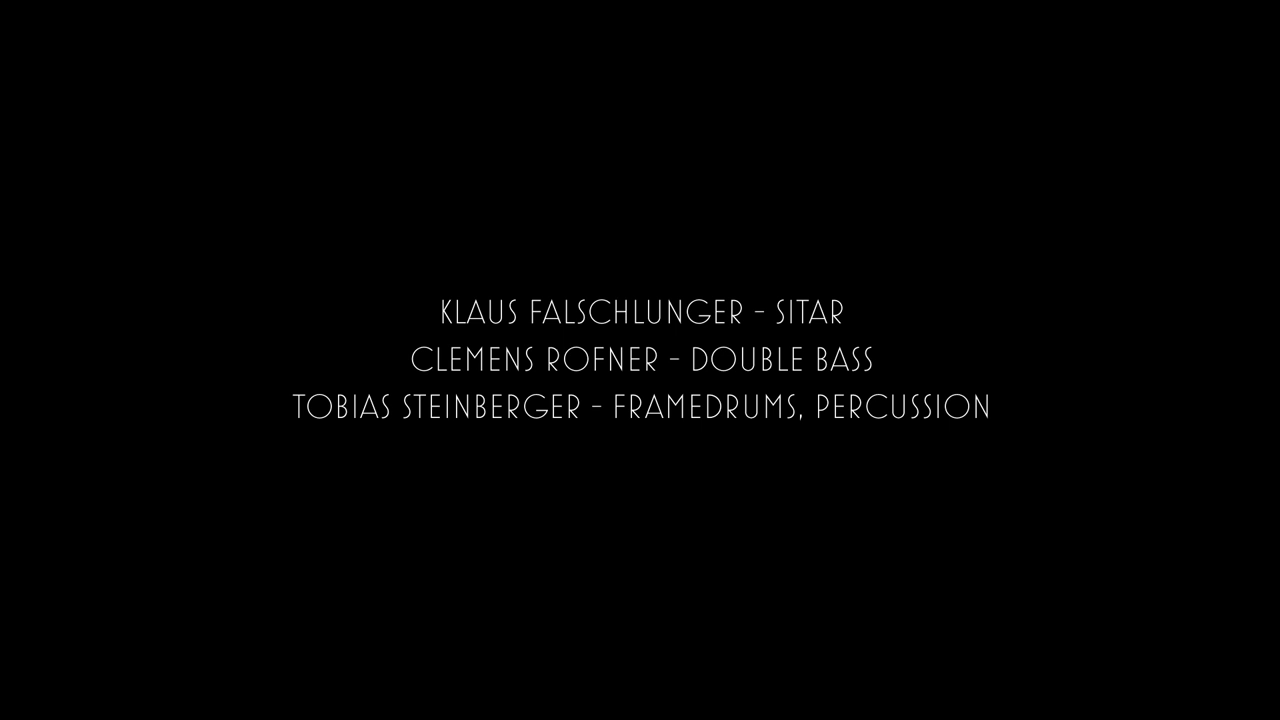 KLAUS FALSCHLUNGER - SITAR
CLEMENS ROFNER - DOUBLE BASS
TOBIAS STEINBERGER - FRAMEDRUMS, PERCUSSION